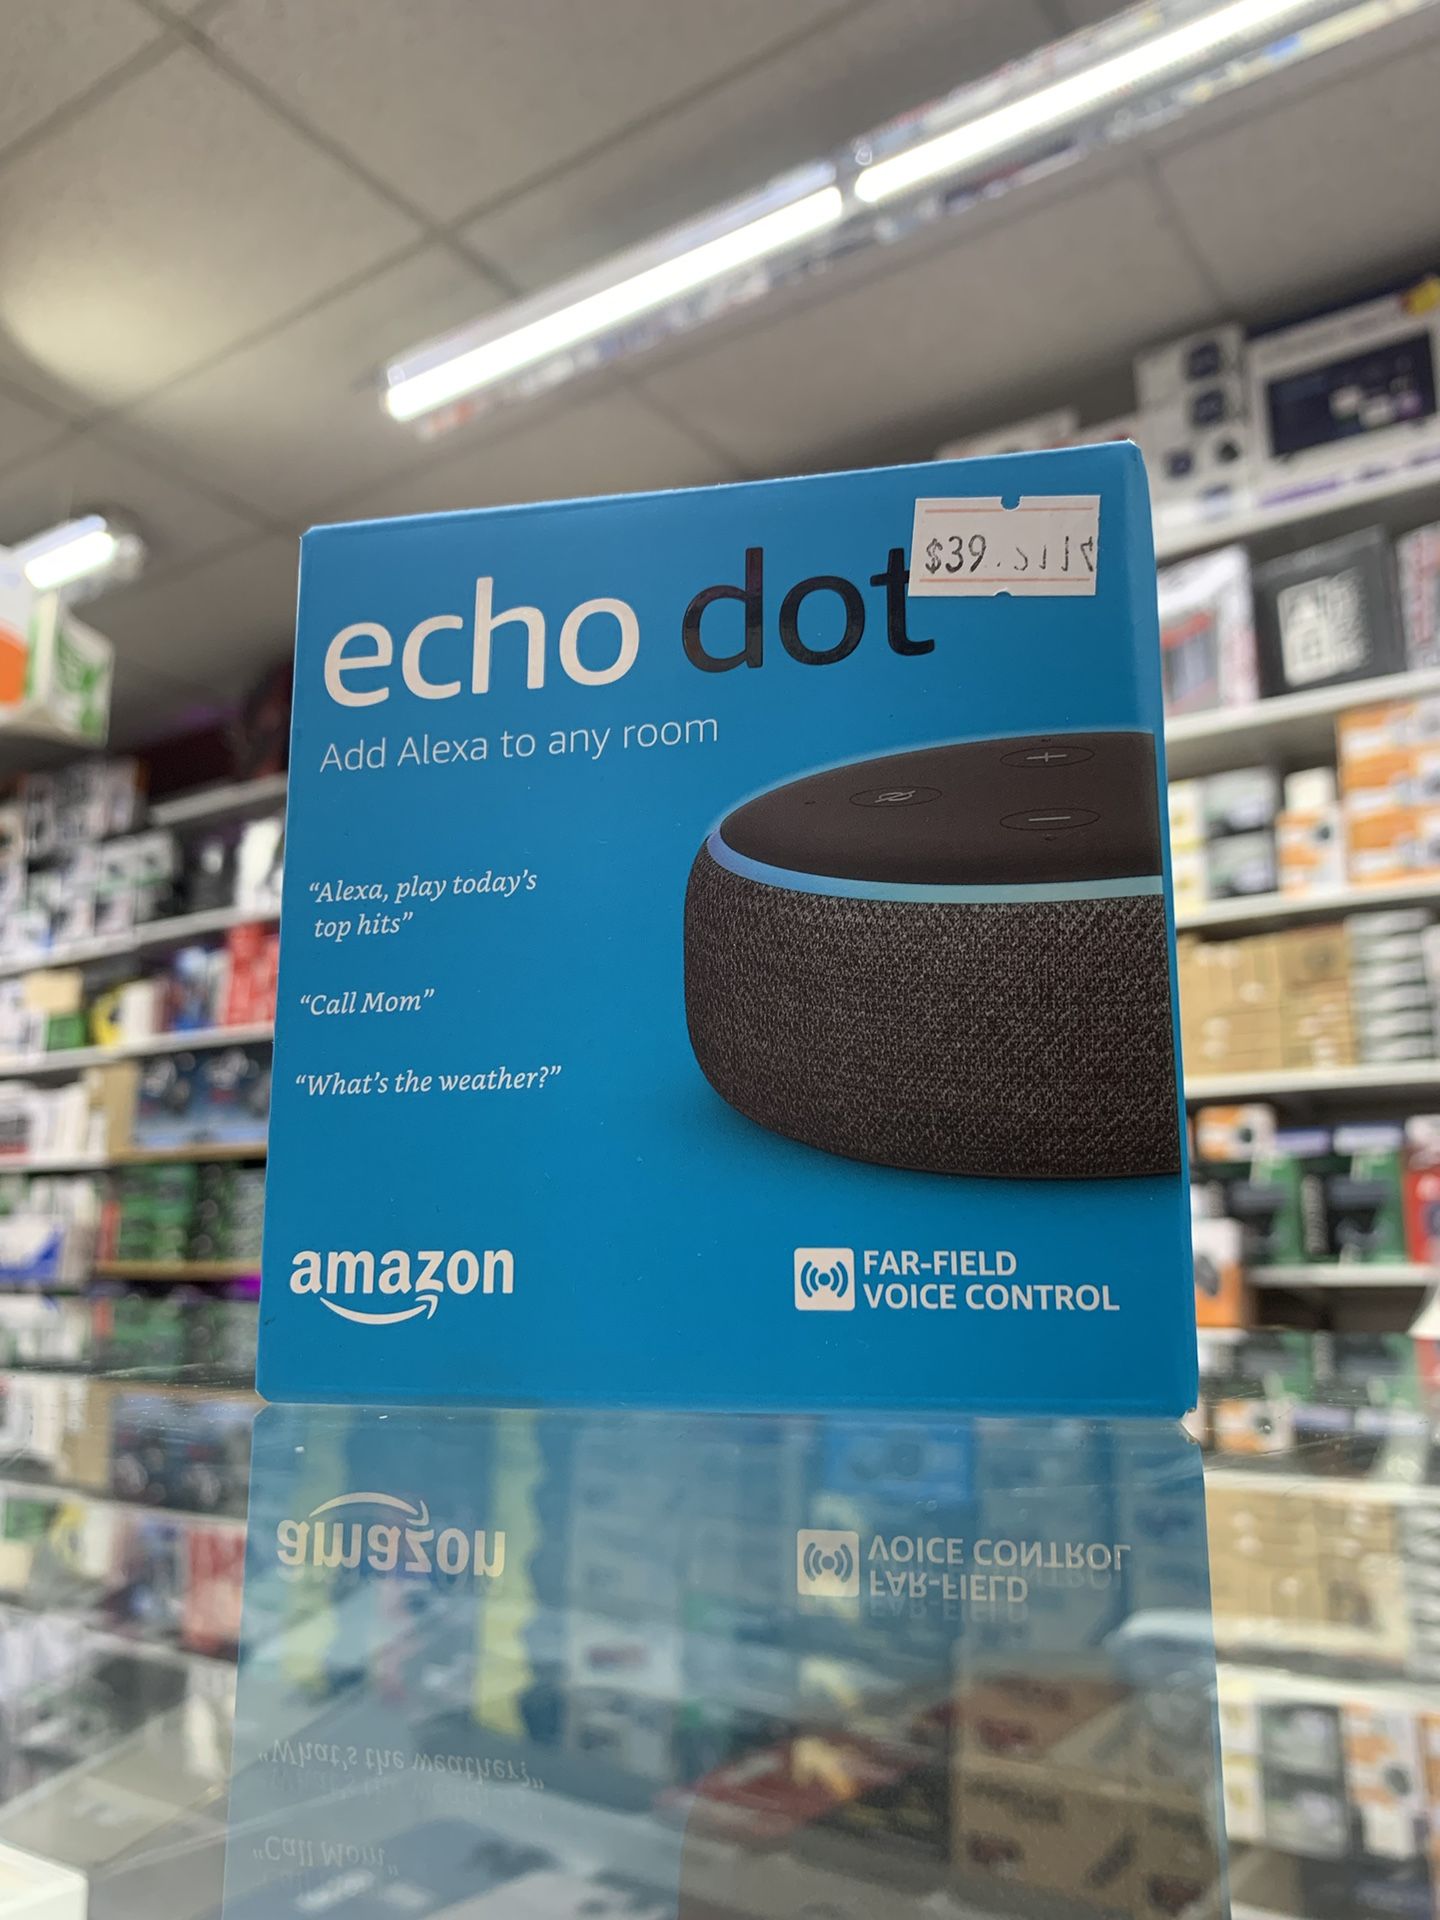 $39.
echo dot
Add Alexa to any room
“Alexa, play today’s
top hits”
“Call Mom”
“What’s the weather?”
amazon
FAR-FIELD
VOICE CONTROL